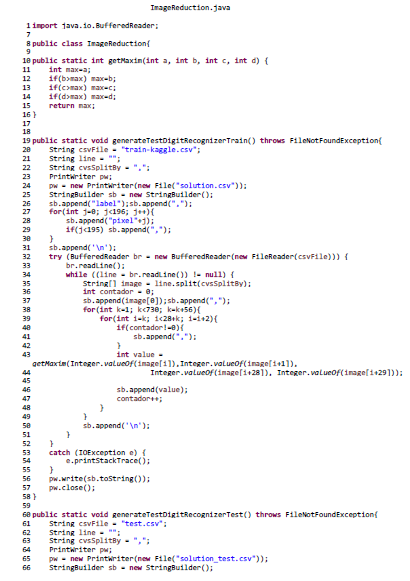 ImageReduction.java
1 import java.io.BufferedReader;
7
8 public class ImageReduction{
9
10 public static int getMaxim(int a, int b, int c, int d) {
11     int max=a;
12     if(b>max) max=b;
13     if(c>max) max=c;
14     if(d>max) max=d;
15     return max;
16 }
17
18
19 public static void generateTestDigitRecognizerTrain() throws FileNotFoundException{
20     String csvFile = "train-kaggle.csv";
21     String line = "";
22     String cvsSplitBy = ",";
23     PrintWriter pw;
24     pw = new PrintWriter(new File("solution.csv"));
25     StringBuilder sb = new StringBuilder();
26     sb.append("label");sb.append(",");
27     for(int j=0; j<196; j++){
28         sb.append("pixel"+j);
29         if(j<195) sb.append(",");
30     }
31     sb.append('\n');
32     try (BufferedReader br = new BufferedReader(new FileReader(csvFile))) {
33         br.readLine();
34         while ((line = br.readLine()) != null) {
35             String[] image = line.split(cvsSplitBy);
36             int contador = 0;
37             sb.append(image[0]);sb.append(",");
38             for(int k=1; k<730; k=k+56){
39                 for(int i=k; i<28+k; i=i+2){
40                     if(contador!=0){
41                         sb.append(",");
42                     }
43                     int value =
getMaxim(Integer.valueOf(image[i]),Integer.valueOf(image[i+1]),
44                     Integer.valueOf(image[i+28]), Integer.valueOf(image[i+29]));
45
46                     sb.append(value);
47                     contador++;
48                 }
49             }
50             sb.append('\n');
51         }
52     }
53     catch (IOException e) {
54         e.printStackTrace();
55     }
56     pw.write(sb.toString());
57     pw.close();
58 }
59
60 public static void generateTestDigitRecognizerTest() throws FileNotFoundException{
61     String csvFile = "test.csv";
62     String line = "";
63     String cvsSplitBy = ",";
64     PrintWriter pw;
65     pw = new PrintWriter(new File("solution_test.csv"));
66     StringBuilder sb = new StringBuilder();